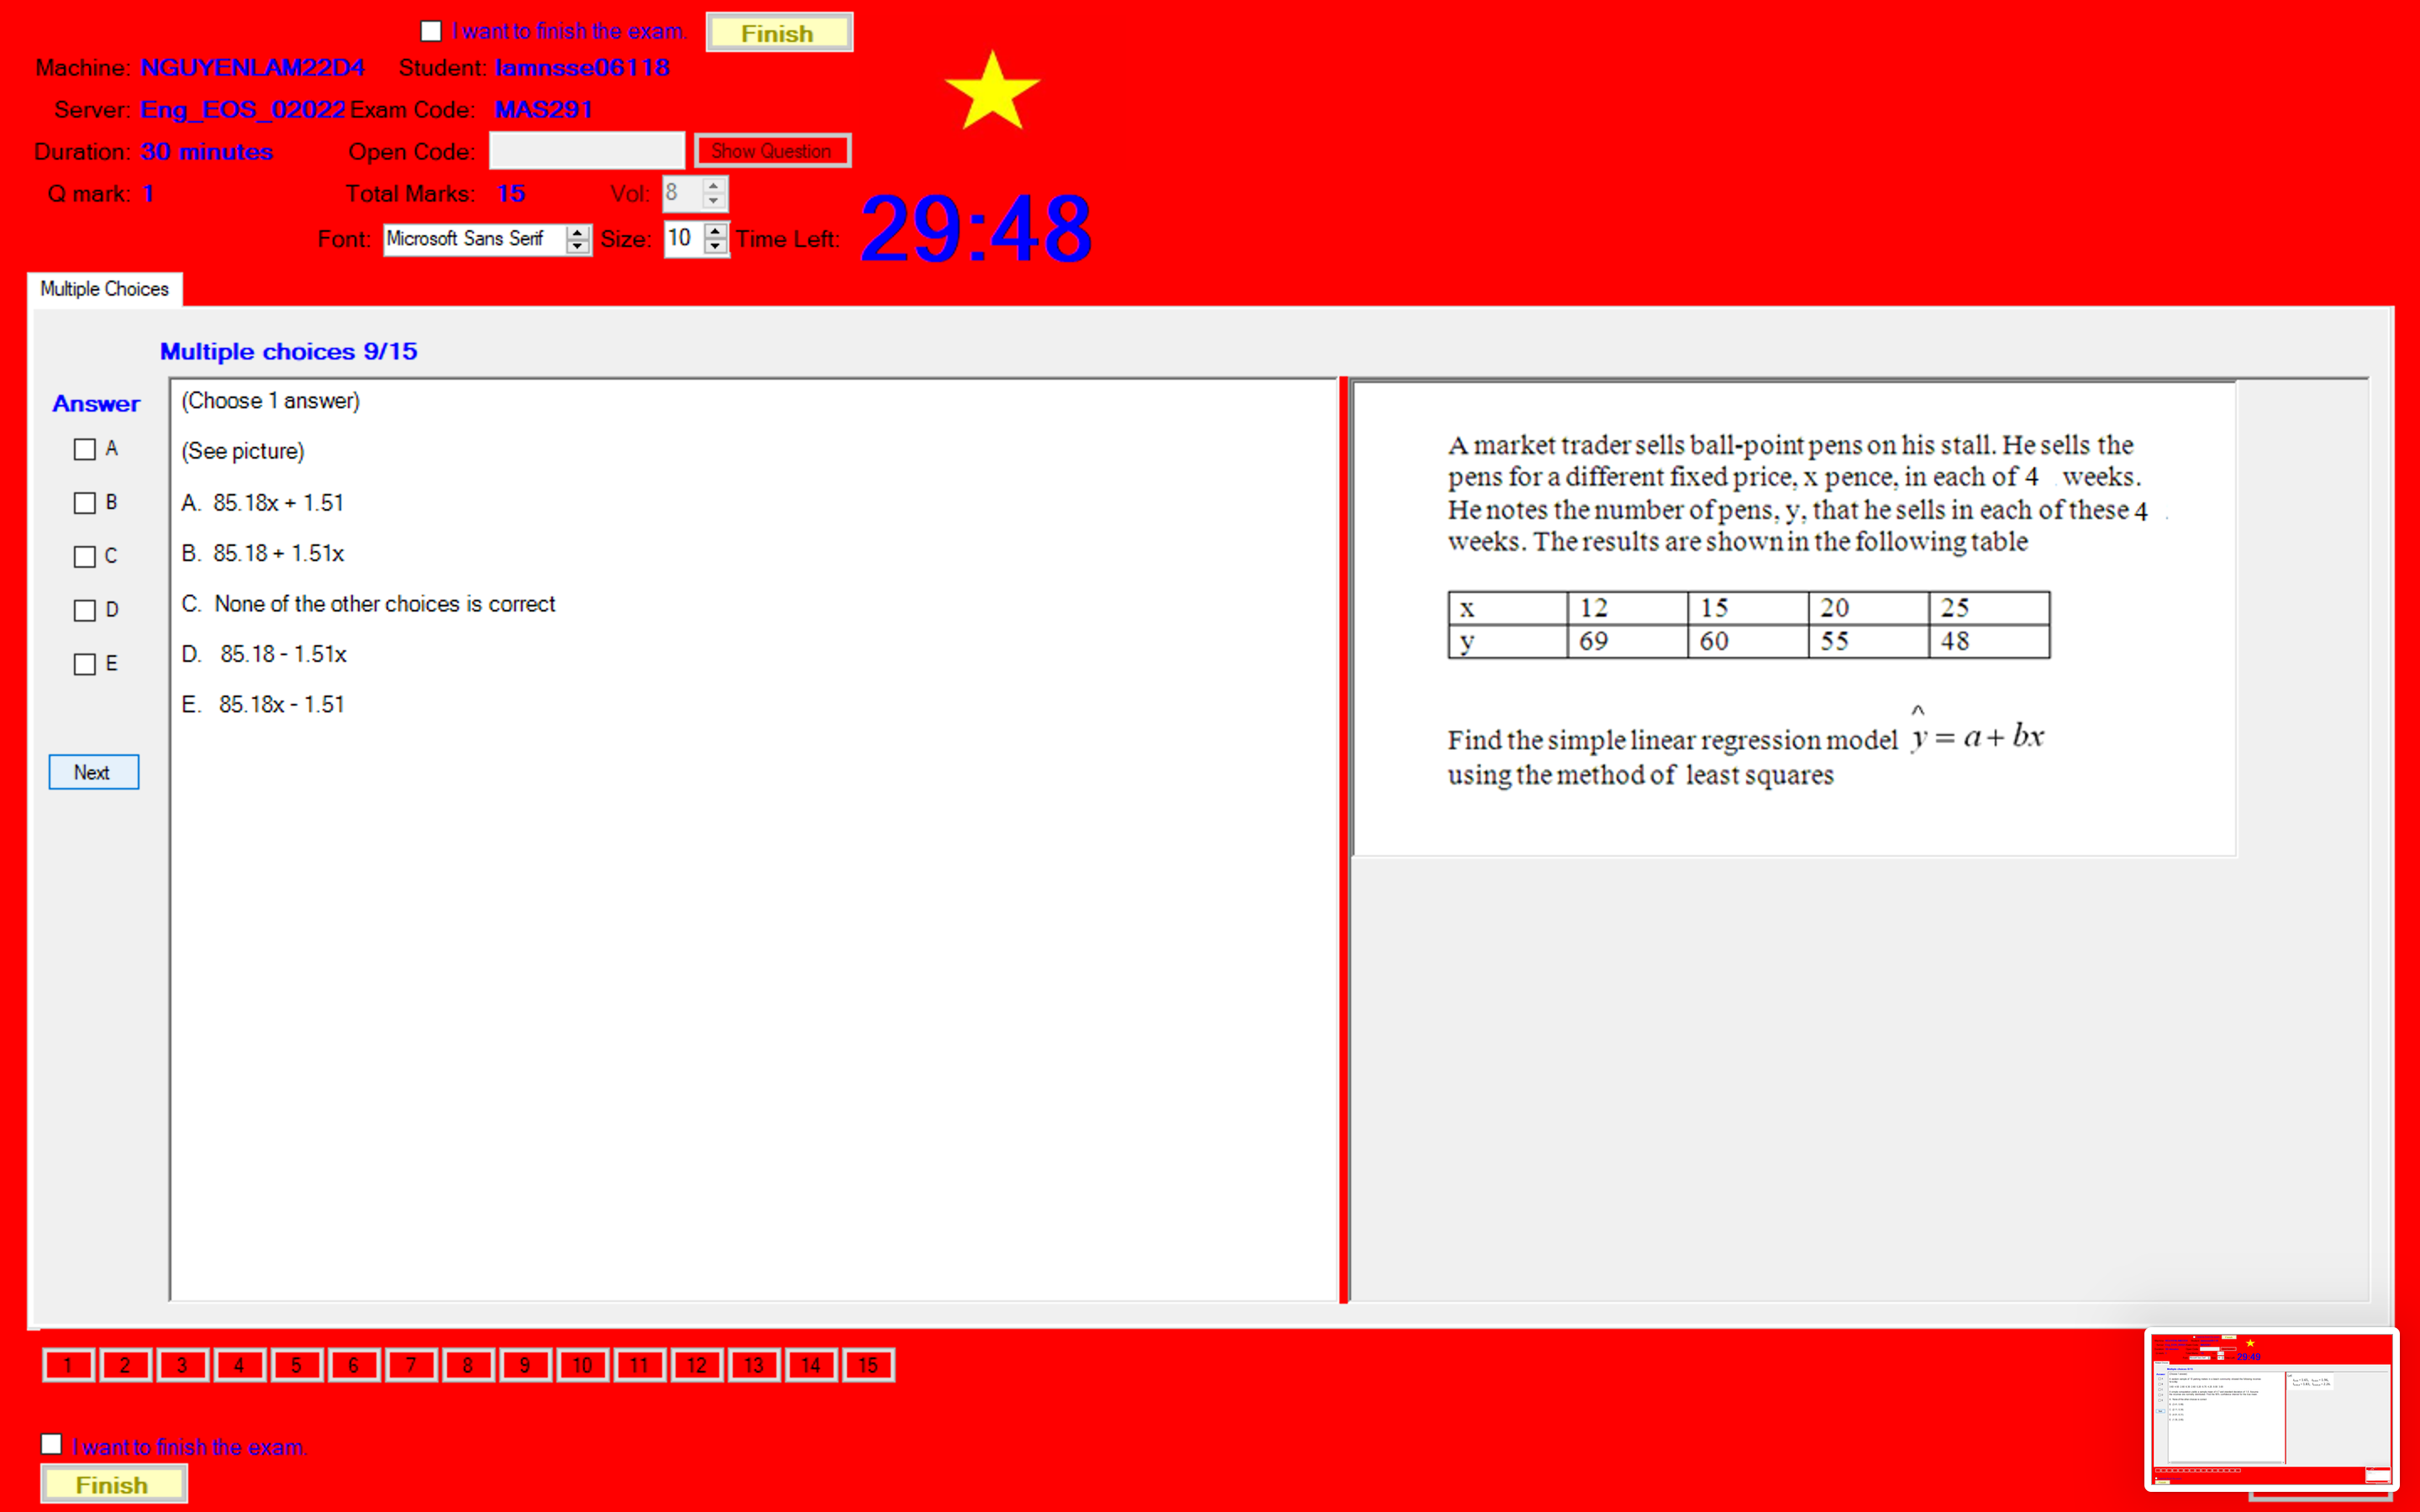 I want to finish the exam. Finish
Machine: NGUYENLAM22D4 Student: lamnsse06118
Server: Eng_EOS_02022 Exam Code: MAS291
Duration: 30 minutes Open Code: Show Question
Q mark: 1 Total Marks: 15 Vol: 8
Font: Microsoft Sans Serif Size: 10 Time Left: 29:48
Multiple Choices
Multiple choices 9/15
Answer
A
B
C
D
E
Next
(Choose 1 answer)
(See picture)
A. 85.18x + 1.51
B. 85.18 + 1.51x
C. None of the other choices is correct
D. 85.18 - 1.51x
E. 85.18x - 1.51
A market trader sells ball-point pens on his stall. He sells the
pens for a different fixed price, x pence, in each of 4 weeks.
He notes the number of pens, y, that he sells in each of these 4
weeks. The results are shown in the following table
x 12 15 20 25
y 69 60 55 48
Find the simple linear regression model ŷ = a + bx
using the method of least squares
1 2 3 4 5 6 7 8 9 10 11 12 13 14 15
I want to finish the exam.
Finish